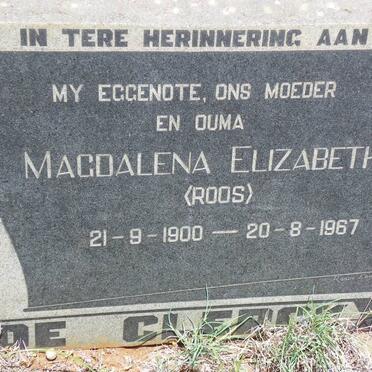 IN TERE HERINNERING AAN
MY EGGENOTE, ONS MOEDER
EN OUMA
MAGDALENA ELIZABETH
(ROOS)
21-9-1900 — 20-8-1967
DE